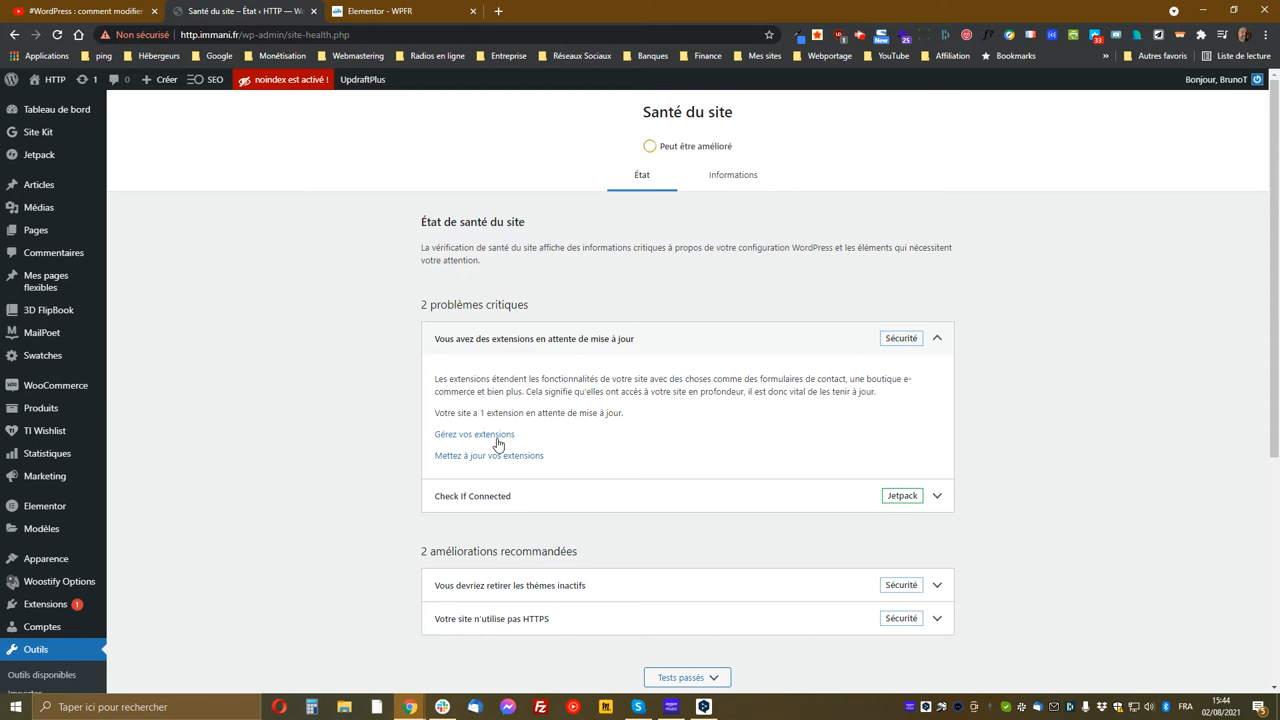 #WordPress : comment modifier
Santé du site – État ‹ HTTP — Wo
Elementor – WPFR
Non sécurisé | http.immani.fr/wp-admin/site-health.php
Applications ping Hébergeurs Google Monétisation Webmastering Radios en ligne Entreprise Réseaux Sociaux Banques Finance Mes sites Webportage YouTube Affiliation Bookmarks » Autres favoris Liste de lecture
HTTP 1 0 Créer SEO noindex est activé ! UpdraftPlus Bonjour, BrunoT
Santé du site
Peut être amélioré
État Informations
Tableau de bord
Site Kit
Jetpack
Articles
Médias
Pages
Commentaires
Mes pages
flexibles
3D FlipBook
MailPoet
Swatches
WooCommerce
Produits
TI Wishlist
Statistiques
Marketing
Elementor
Modèles
Apparence
Woostify Options
Extensions 1
Comptes
Outils
Outils disponibles
État de santé du site
La vérification de santé du site affiche des informations critiques à propos de votre configuration WordPress et les éléments qui nécessitent
votre attention.
2 problèmes critiques
Vous avez des extensions en attente de mise à jour Sécurité
Les extensions étendent les fonctionnalités de votre site avec des choses comme des formulaires de contact, une boutique e-
commerce et bien plus. Cela signifie qu'elles ont accès à votre site en profondeur, il est donc vital de les tenir à jour.
Votre site a 1 extension en attente de mise à jour.
Gérez vos extensions
Mettez à jour vos extensions
Check If Connected Jetpack
2 améliorations recommandées
Vous devriez retirer les thèmes inactifs Sécurité
Votre site n'utilise pas HTTPS Sécurité
Tests passés
Taper ici pour rechercher
FRA
15:44
02/08/2021